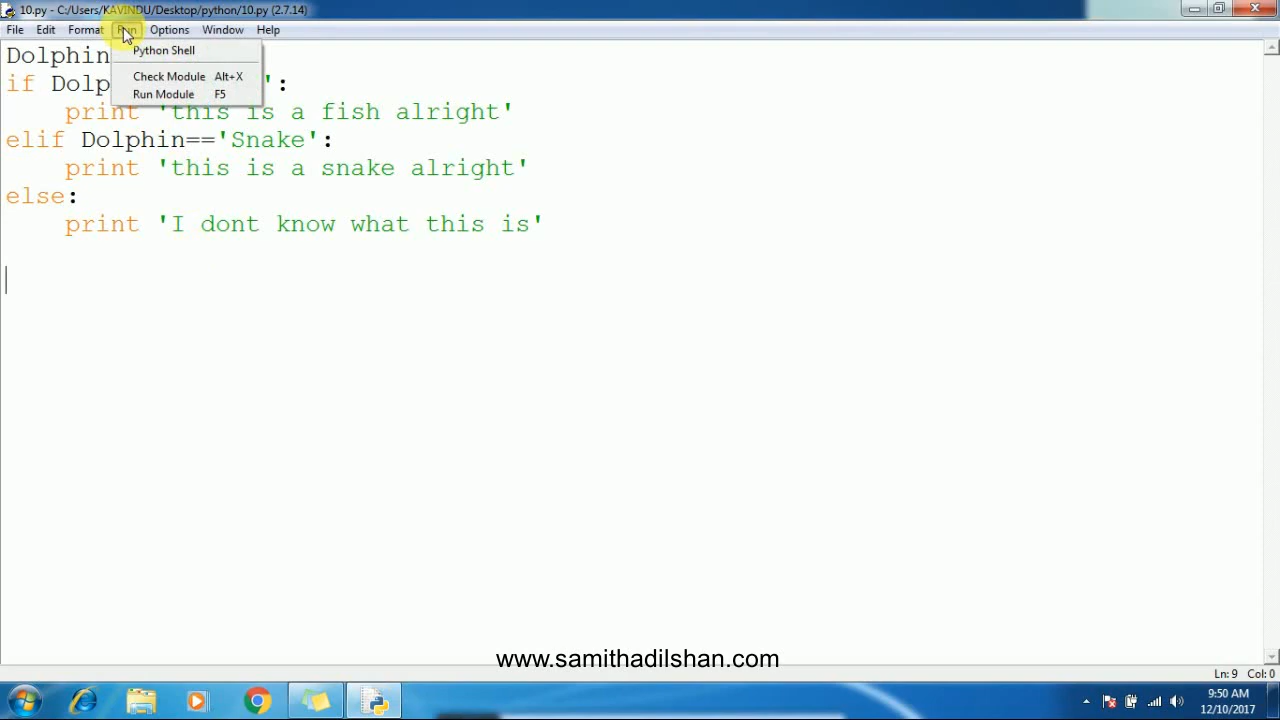 10.py - C:/Users/KAVINDU/Desktop/python/10.py (2.7.14)
File Edit Format Run Options Window Help
Python Shell
Check Module Alt+X
Run Module F5
Dolphin
if Dolp ':
print 'this is a fish alright'
elif Dolphin=='Snake':
print 'this is a snake alright'
else:
print 'I dont know what this is'
www.samithadilshan.com
Ln: 9 Col: 0
9:50 AM
12/10/2017